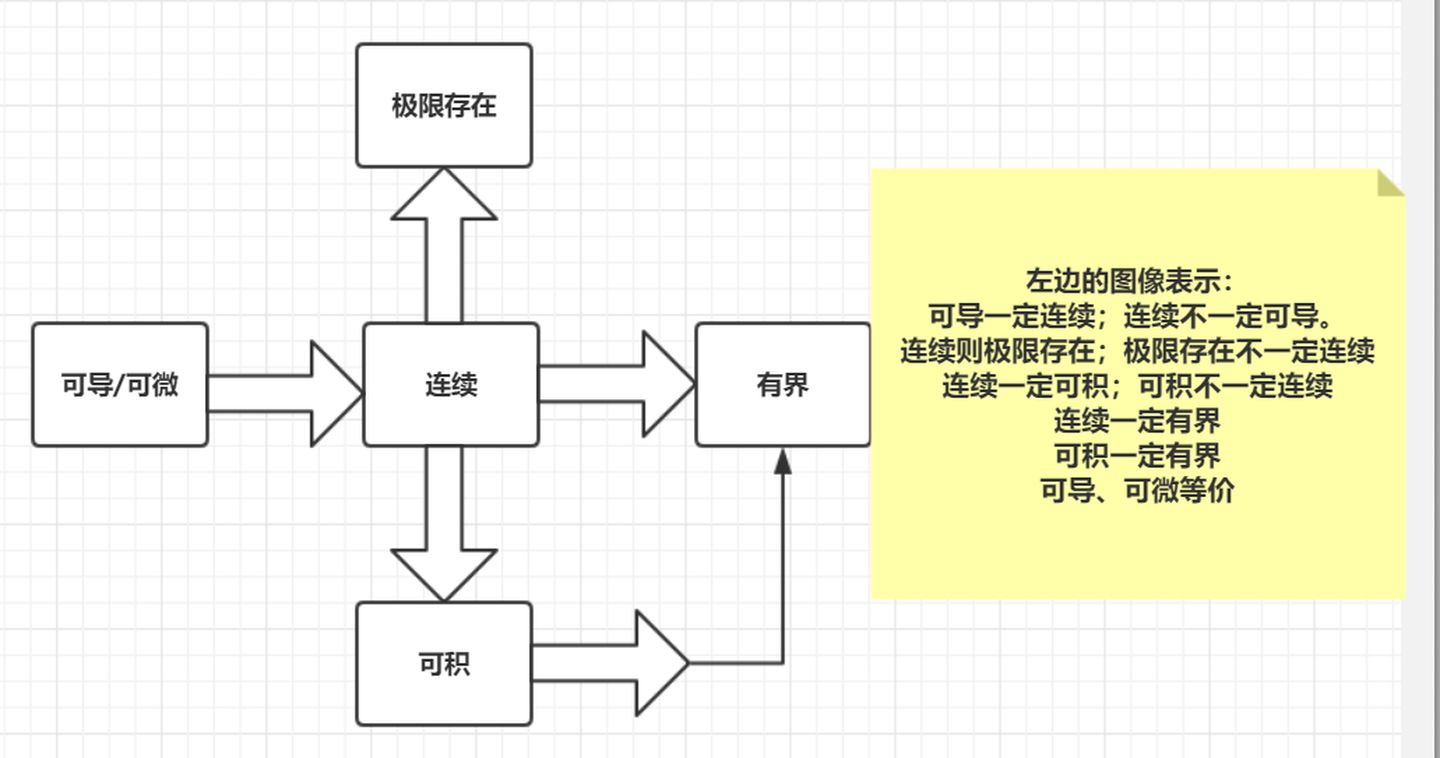 极限存在
可导/可微
连续
有界
可积
左边的图像表示：
可导一定连续；连续不一定可导。
连续则极限存在；极限存在不一定连续
连续一定可积；可积不一定连续
连续一定有界
可积一定有界
可导、可微等价